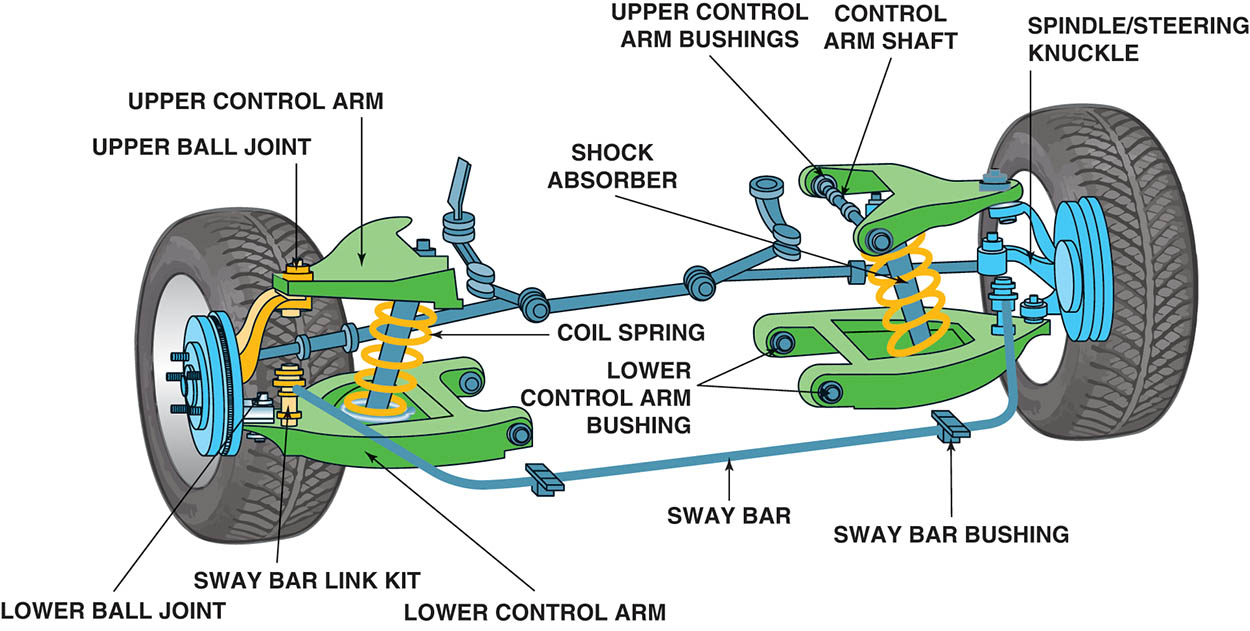 UPPER CONTROL
ARM BUSHINGS
CONTROL
ARM SHAFT
SPINDLE/STEERING
KNUCKLE
UPPER CONTROL ARM
UPPER BALL JOINT
SHOCK
ABSORBER
COIL SPRING
LOWER
CONTROL ARM
BUSHING
SWAY BAR
SWAY BAR BUSHING
SWAY BAR LINK KIT
LOWER BALL JOINT
LOWER CONTROL ARM